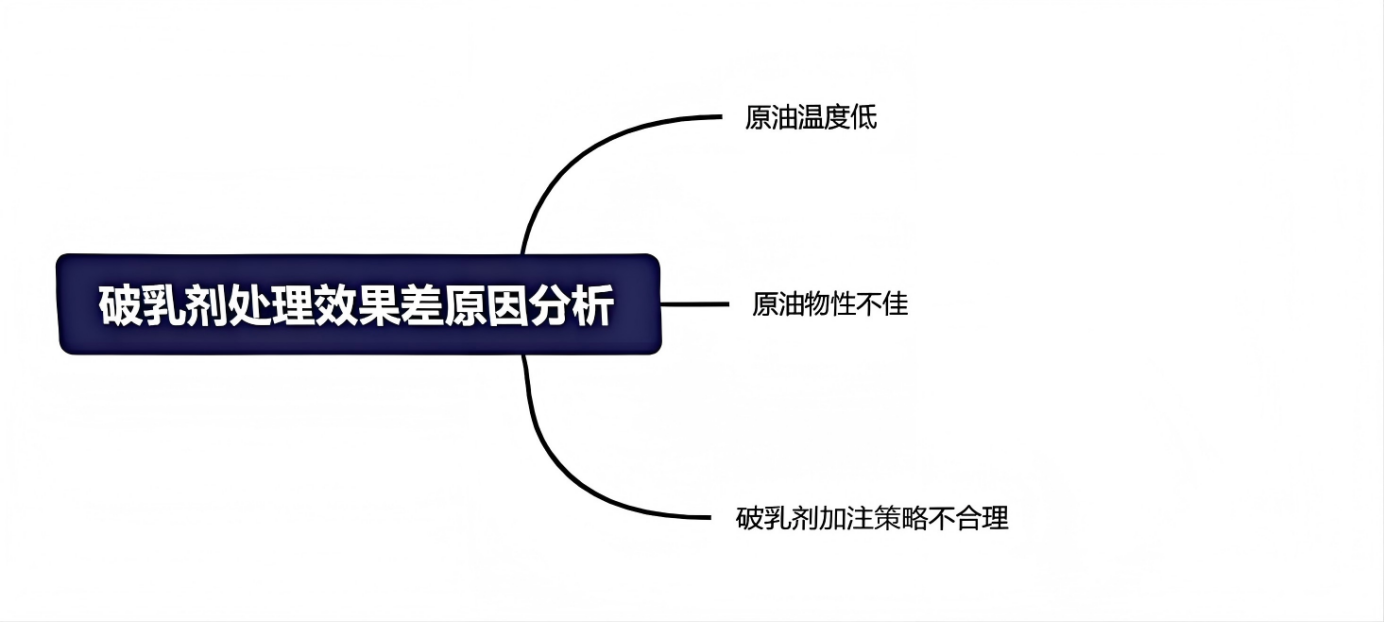 原油温度低
破乳剂处理效果差原因分析
原油物性不佳
破乳剂加注策略不合理